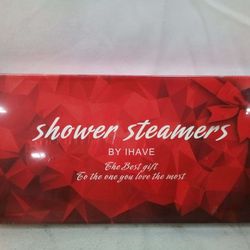 shower steamers
BY IHAVE
The Best gift
To the one you love the most